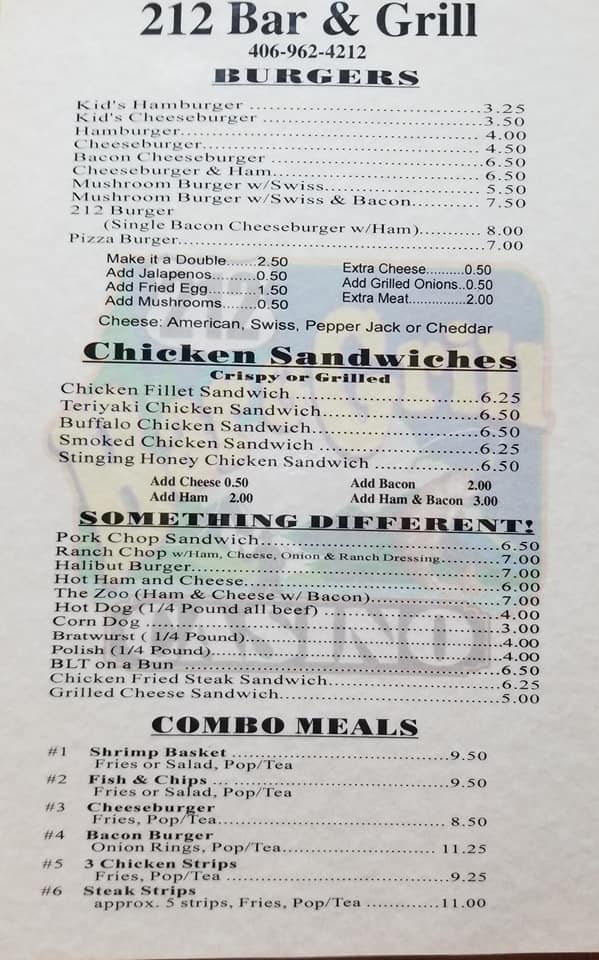 212 Bar & Grill
406-962-4212
BURGERS
Kid's Hamburger ................................3.25
Kid's Cheeseburger ................................3.50
Hamburger................................ 4.00
Cheeseburger................................ 4.50
Bacon Cheeseburger ................................6.50
Cheeseburger & Ham................................6.50
Mushroom Burger w/Swiss................................5.50
Mushroom Burger w/Swiss & Bacon..........7.50
212 Burger
(Single Bacon Cheeseburger w/Ham).......... 8.00
Pizza Burger................................7.00
Make it a Double.......2.50
Add Jalapenos..........0.50 Extra Cheese..........0.50
Add Fried Egg..........1.50 Add Grilled Onions..0.50
Add Mushrooms........0.50 Extra Meat..............2.00
Cheese: American, Swiss, Pepper Jack or Cheddar
Chicken Sandwiches
Crispy or Grilled
Chicken Fillet Sandwich ................................6.25
Teriyaki Chicken Sandwich................................6.50
Buffalo Chicken Sandwich................................6.50
Smoked Chicken Sandwich ................................6.25
Stinging Honey Chicken Sandwich ....................6.50
Add Cheese 0.50 Add Bacon 2.00
Add Ham 2.00 Add Ham & Bacon 3.00
SOMETHING DIFFERENT!
Pork Chop Sandwich................................6.50
Ranch Chop w/Ham, Cheese, Onion & Ranch Dressing..........7.00
Halibut Burger................................7.00
Hot Ham and Cheese................................6.00
The Zoo (Ham & Cheese w/ Bacon)....................7.00
Hot Dog (1/4 Pound all beef) ................................4.00
Corn Dog ................................3.00
Bratwurst ( 1/4 Pound)................................4.00
Polish (1/4 Pound)................................4.00
BLT on a Bun ................................6.50
Chicken Fried Steak Sandwich................................6.25
Grilled Cheese Sandwich................................5.00
COMBO MEALS
#1 Shrimp Basket ................................9.50
Fries or Salad, Pop/Tea
#2 Fish & Chips ... ................................9.50
Fries or Salad, Pop/Tea
#3 Cheeseburger
Fries, Pop/Tea................................ 8.50
#4 Bacon Burger
Onion Rings, Pop/Tea.......................... 11.25
#5 3 Chicken Strips
Fries, Pop/Tea ................................9.25
#6 Steak Strips
approx. 5 strips, Fries, Pop/Tea .............11.00
Grill
CASINO